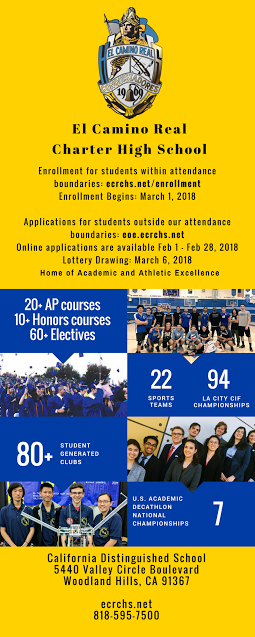 EL CAMINO REAL
CONQUISTADORES
1969
El Camino Real
Charter High School
Enrollment for students within attendance
boundaries: ecrchs.net/enrollment
Enrollment Begins: March 1, 2018
Applications for students outside our attendance
boundaries: eoe.ecrchs.net
Online applications are available Feb 1 - Feb 28, 2018
Lottery Drawing: March 6, 2018
Home of Academic and Athletic Excellence
20+ AP courses
10+ Honors courses
60+ Electives
22
SPORTS
TEAMS
94
LA CITY CIF
CHAMPIONSHIPS
80+
STUDENT
GENERATED
CLUBS
U.S. ACADEMIC
DECATHLON
NATIONAL
CHAMPIONSHIPS
7
California Distinguished School
5440 Valley Circle Boulevard
Woodland Hills, CA 91367
ecrchs.net
818-595-7500